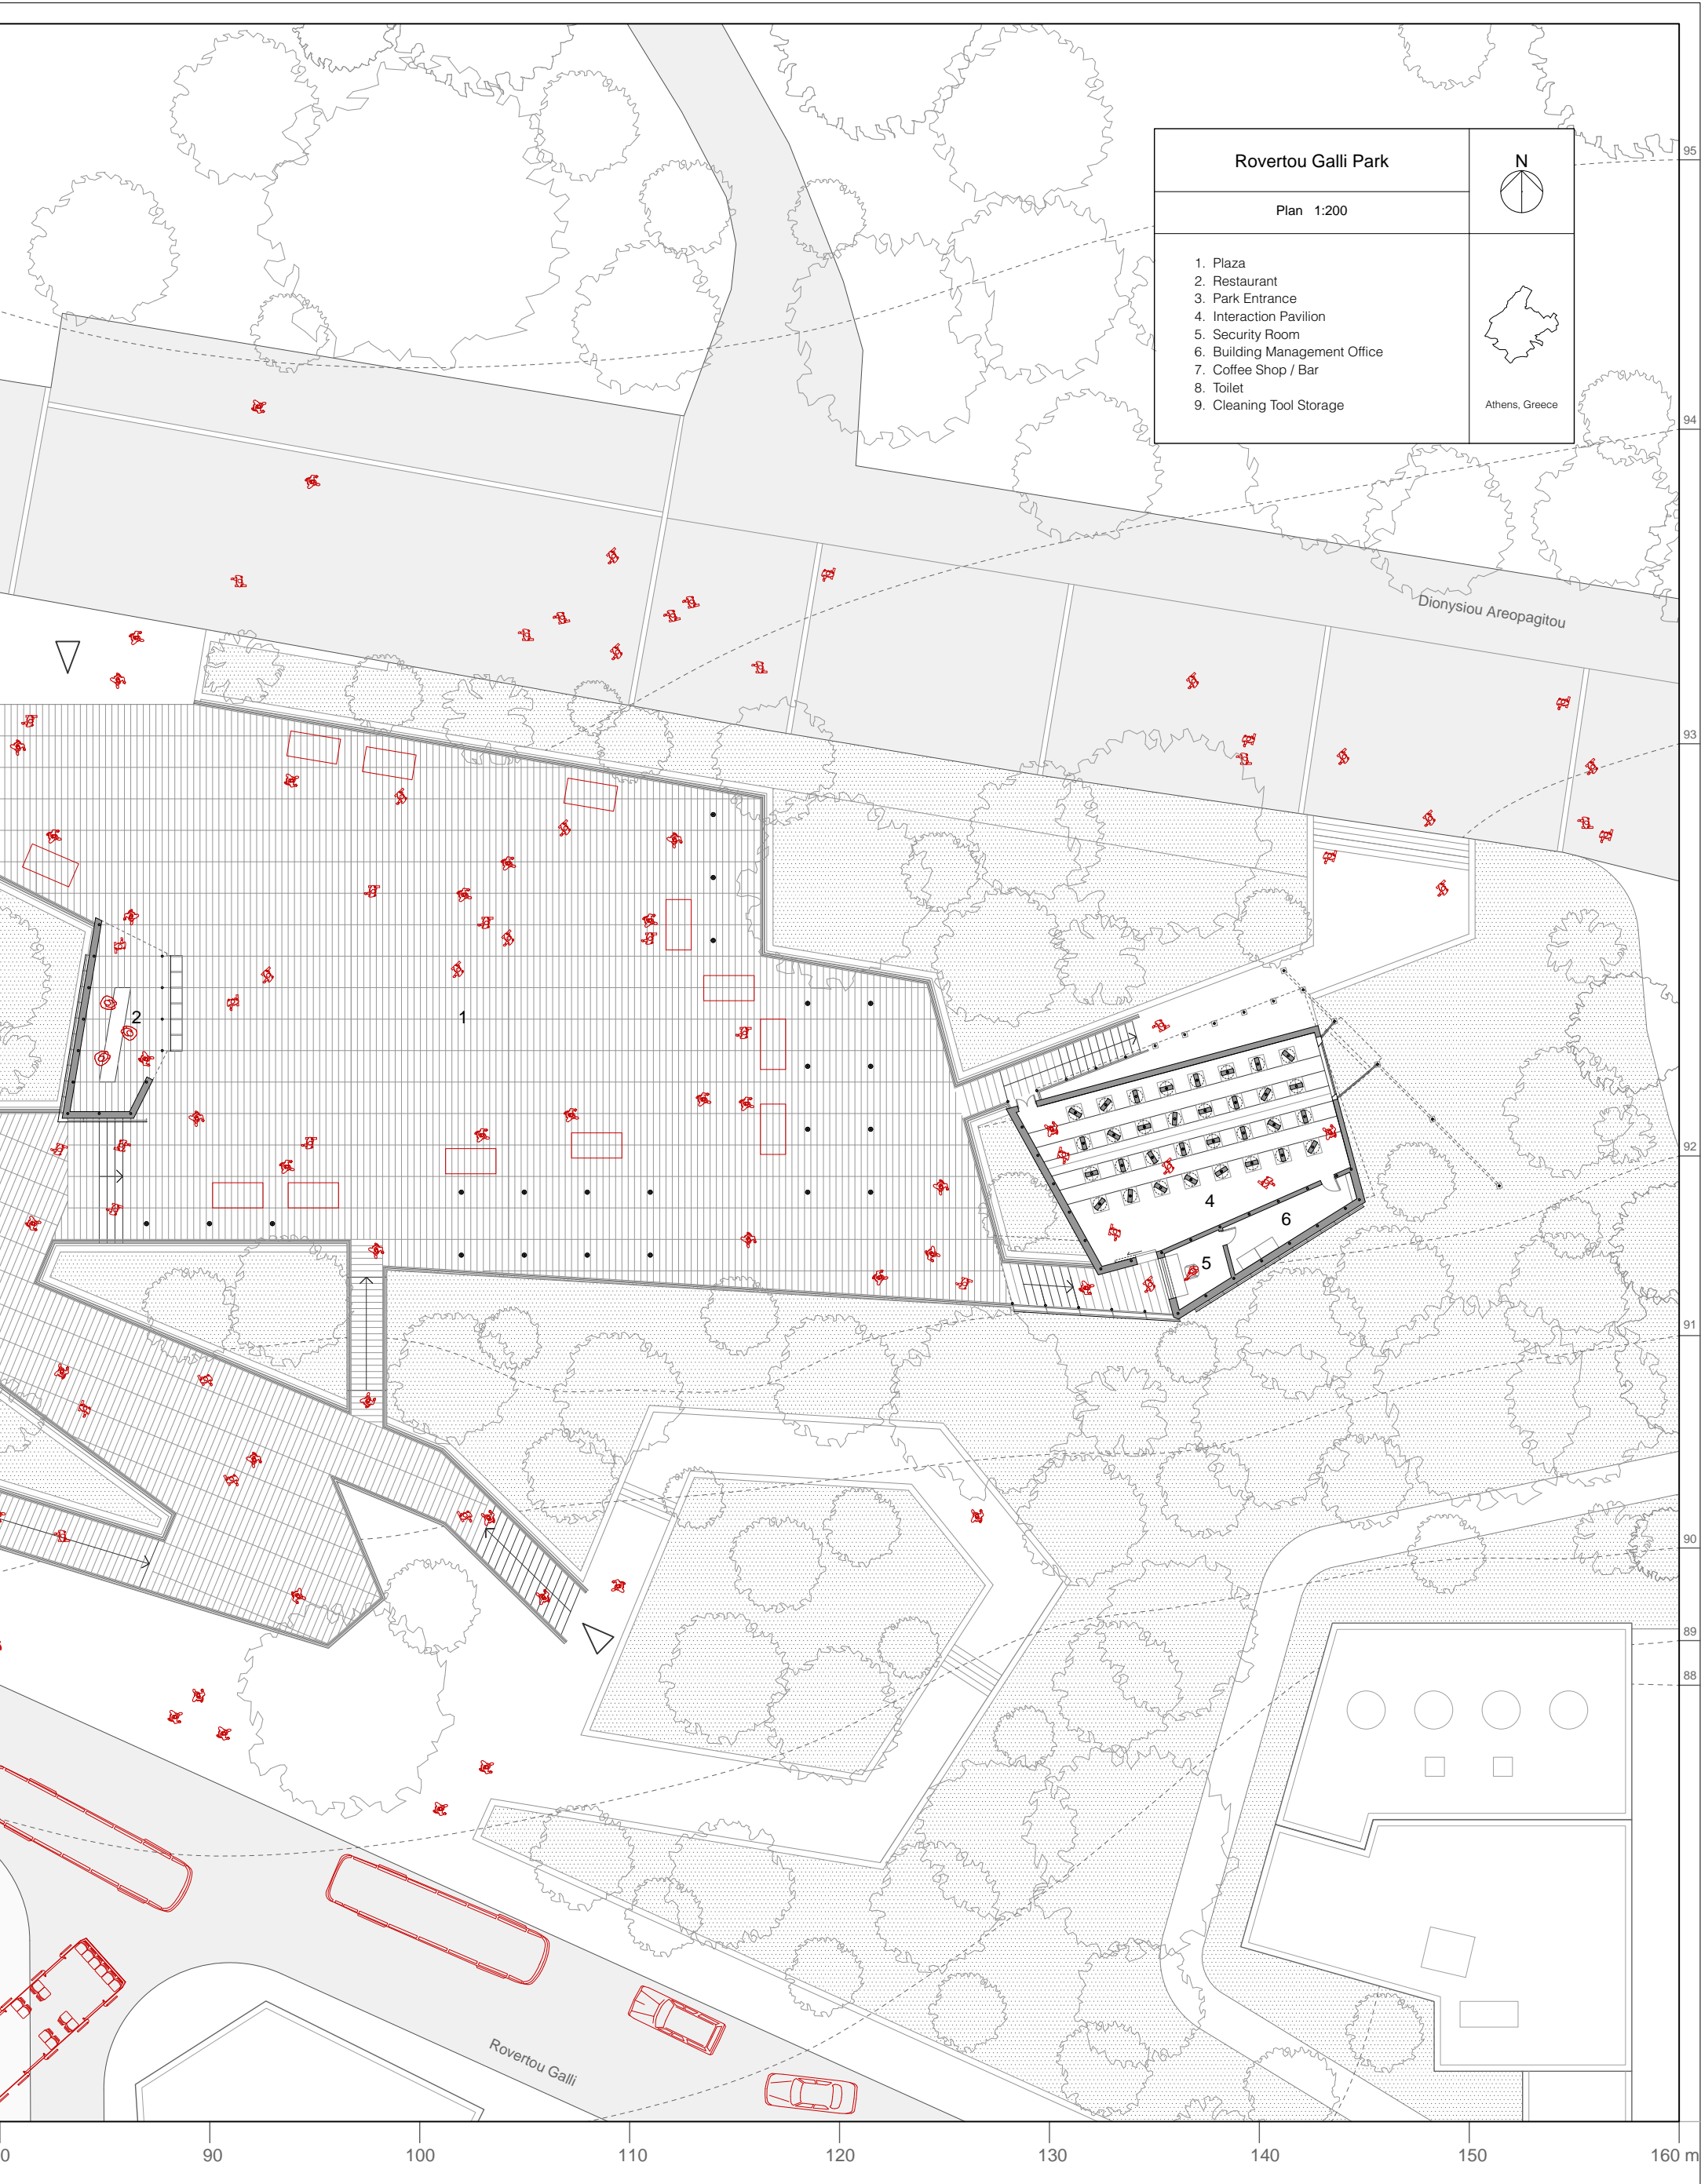 Rovertou Galli Park
N
Plan 1:200
1. Plaza
2. Restaurant
3. Park Entrance
4. Interaction Pavilion
5. Security Room
6. Building Management Office
7. Coffee Shop / Bar
8. Toilet
9. Cleaning Tool Storage
Athens, Greece
95
94
Dionysiou Areopagitou
93
2
1
92
4
6
5
91
90
89
88
Rovertou Galli
0
90
100
110
120
130
140
150
160 m